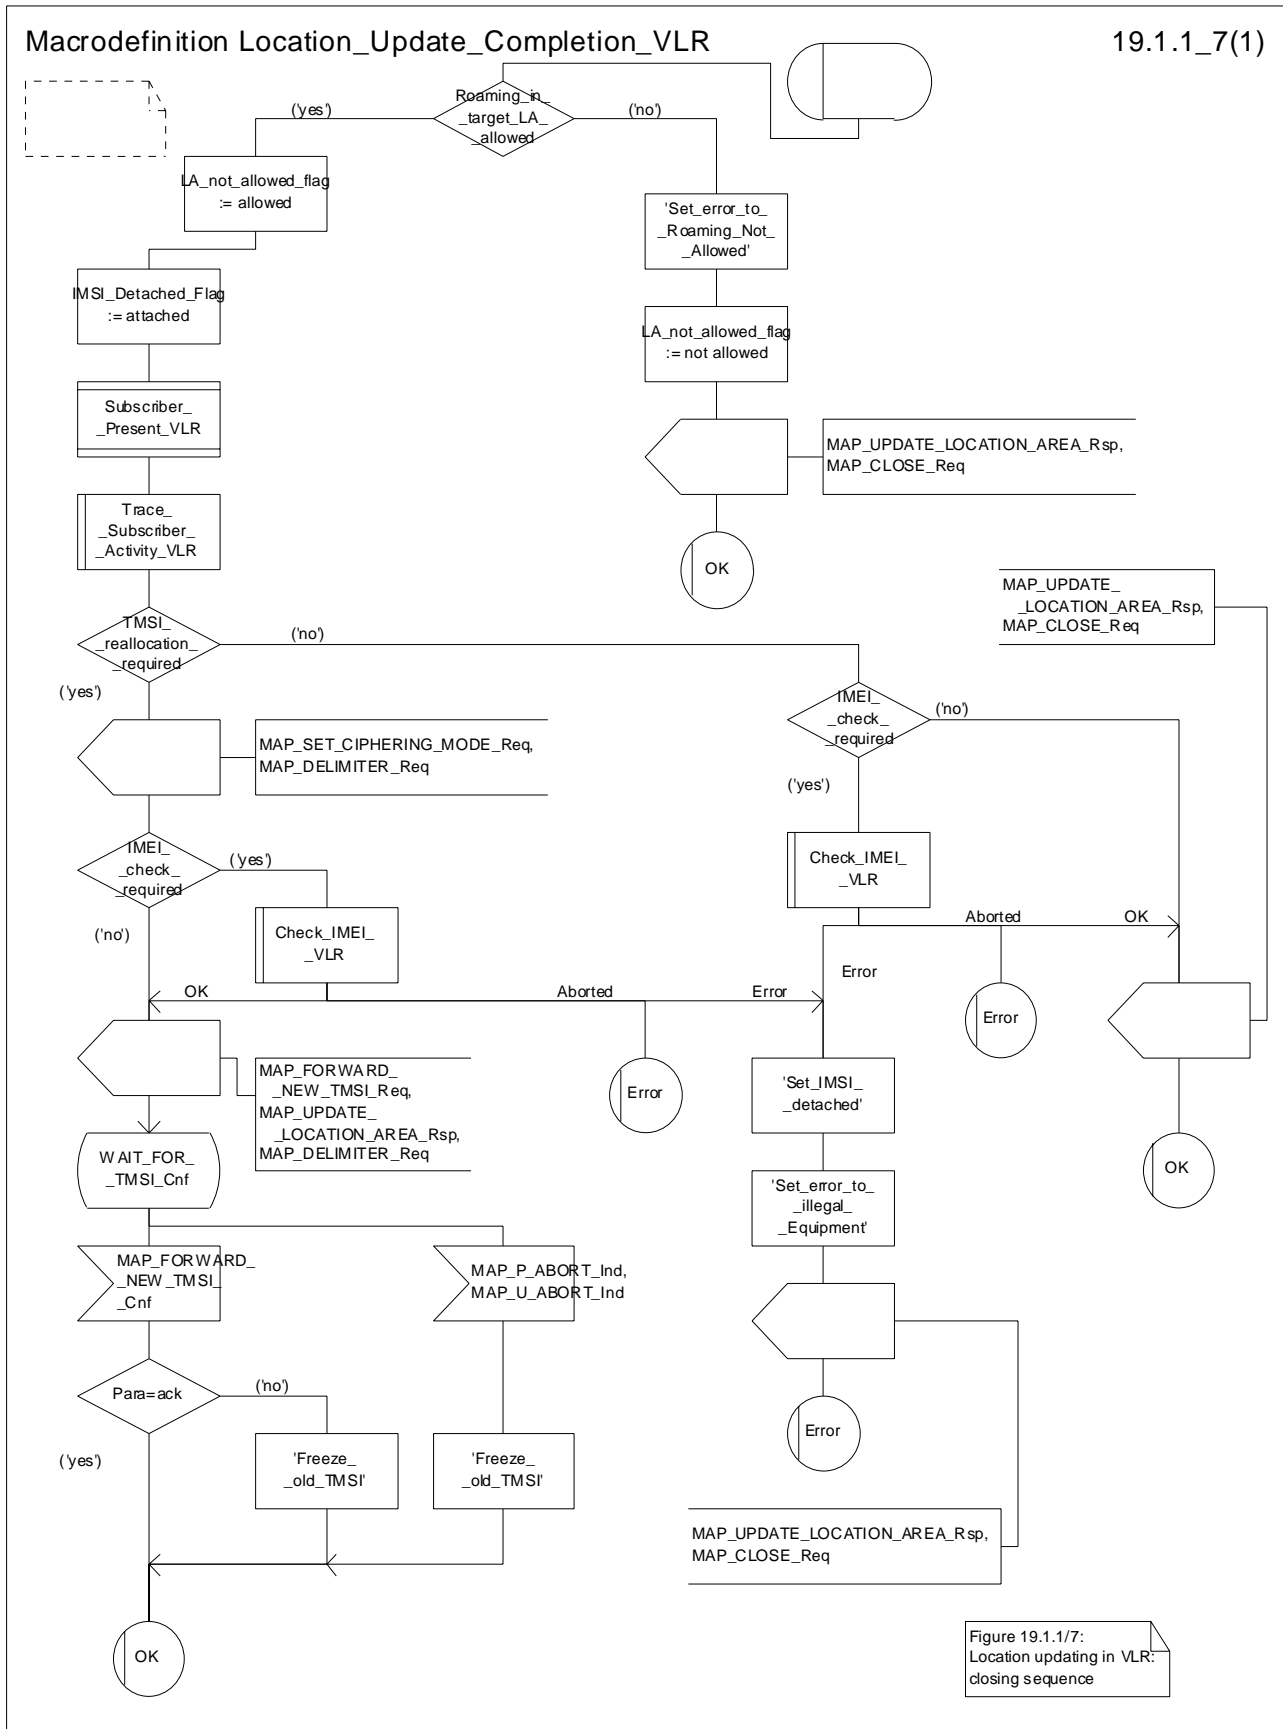 Macrodefinition Location_Update_Completion_VLR
19.1.1_7(1)
Roaming_in_
_target_LA_
_allowed
('yes')
('no')
LA_not_allowed_flag
:= allowed
'Set_error_to_
_Roaming_Not_
_Allowed'
IMSI_Detached_Flag
:= attached
LA_not_allowed_flag
:= not allowed
Subscriber_
_Present_VLR
MAP_UPDATE_LOCATION_AREA_Rsp,
MAP_CLOSE_Req
Trace_
_Subscriber_
_Activity_VLR
OK
MAP_UPDATE_
_LOCATION_AREA_Rsp,
MAP_CLOSE_Req
TMSI_
_reallocation_
_required
('no')
('yes')
IMEI_
_check_
_required
('no')
('yes')
MAP_SET_CIPHERING_MODE_Req,
MAP_DELIMITER_Req
IMEI_
_check_
_required
('yes')
('no')
Check_IMEI_
_VLR
Check_IMEI_
_VLR
Aborted
OK
Error
OK
Aborted
Error
Error
Error
MAP_FORWARD_
_NEW_TMSI_Req,
MAP_UPDATE_
_LOCATION_AREA_Rsp,
MAP_DELIMITER_Req
'Set_IMSI_
_detached'
WAIT_FOR_
_TMSI_Cnf
OK
'Set_error_to_
_illegal_
_Equipment'
MAP_FORWARD_
_NEW_TMSI_
_Cnf
MAP_P_ABORT_Ind,
MAP_U_ABORT_Ind
Para=ack
('no')
('yes')
Error
'Freeze_
_old_TMSI'
'Freeze_
_old_TMSI'
MAP_UPDATE_LOCATION_AREA_Rsp,
MAP_CLOSE_Req
OK
Figure 19.1.1/7:
Location updating in VLR:
closing sequence